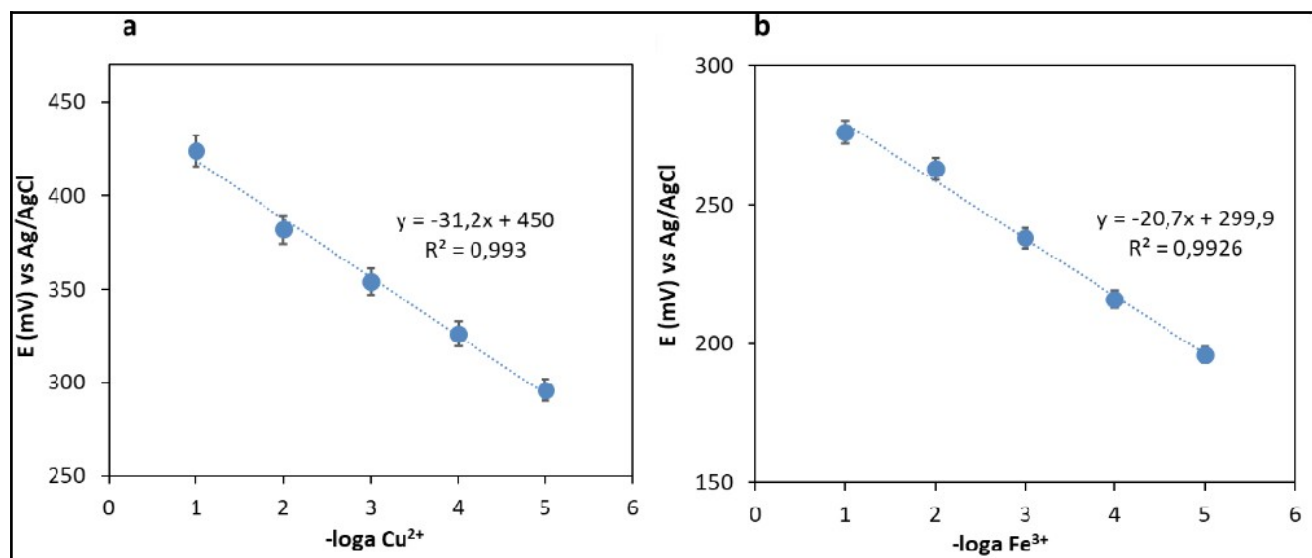 a
450
400
350
300
250
0 1 2 3 4 5 6
E (mV) vs Ag/AgCl
-loga Cu²⁺
y = -31,2x + 450
R² = 0,993
b
300
250
200
150
0 1 2 3 4 5 6
E (mV) vs Ag/AgCl
-loga Fe³⁺
y = -20,7x + 299,9
R² = 0,9926